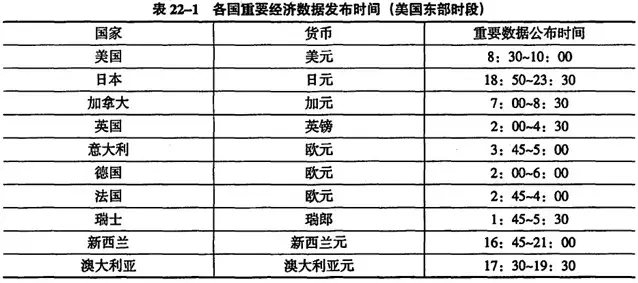 表 22–1 各国重要经济数据发布时间（美国东部时段）
国家 货币 重要数据公布时间
美国 美元 8：30~10：00
日本 日元 18：50~23：30
加拿大 加元 7：00~8：30
英国 英镑 2：00~4：30
意大利 欧元 3：45~5：00
德国 欧元 2：00~6：00
法国 欧元 2：45~4：00
瑞士 瑞郎 1：45~5：30
新西兰 新西兰元 16：45~21：00
澳大利亚 澳大利亚元 17：30~19：30